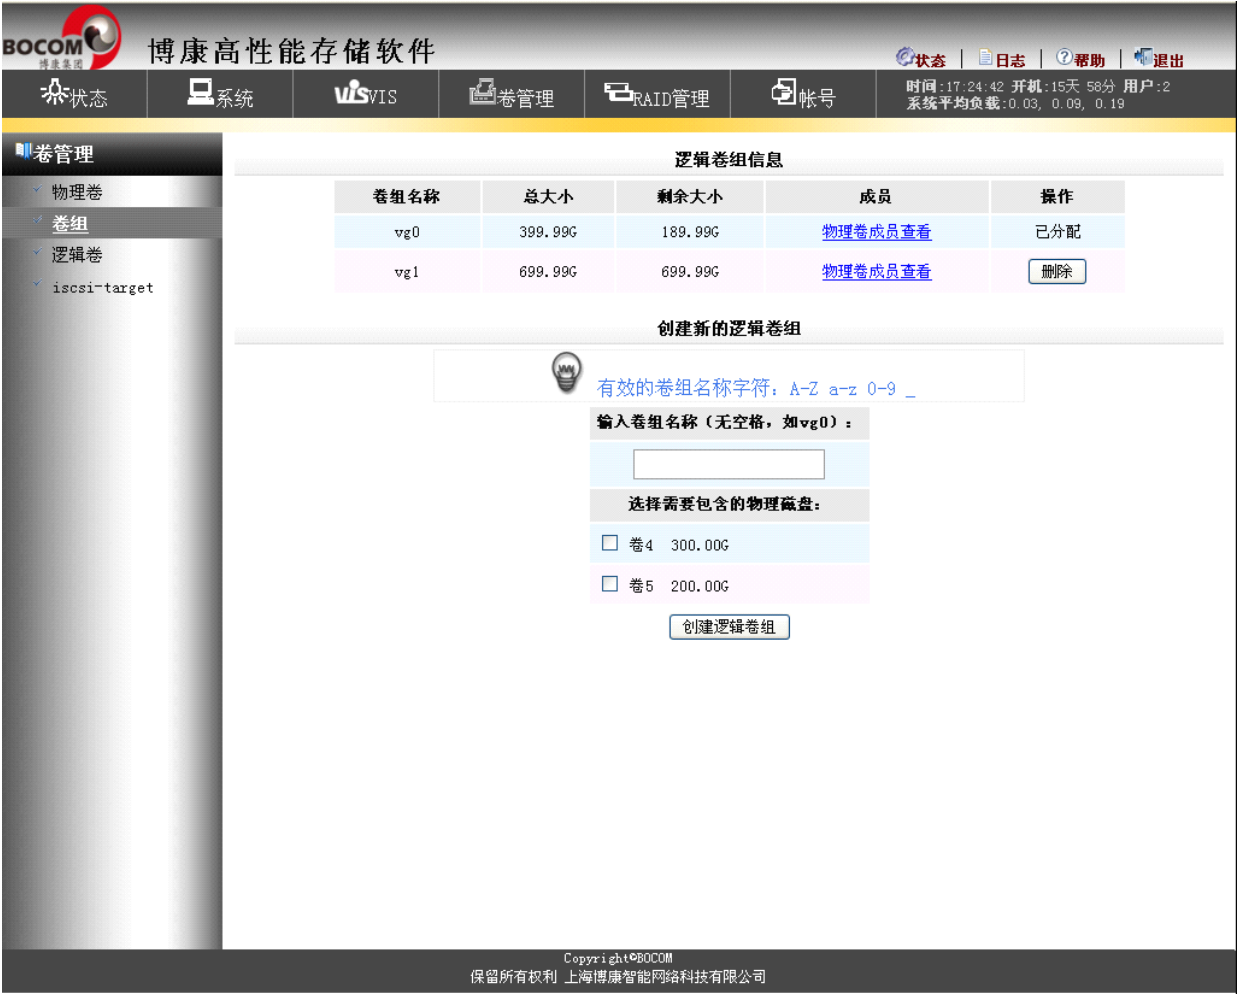 BOCOM
博康集团
博康高性能存储软件
状态 | 日志 | 帮助 | 退出
状态 系统 VIS VIS 卷管理 RAID管理 帐号
时间:17:24:42 开机:15天 58分 用户:2
系统平均负载:0.03, 0.09, 0.19
卷管理
物理卷
卷组
逻辑卷
iscsi-target
逻辑卷组信息
卷组名称 总大小 剩余大小 成员 操作
vg0 399.99G 189.99G 物理卷成员查看 已分配
vg1 699.99G 699.99G 物理卷成员查看 删除
创建新的逻辑卷组
有效的卷组名称字符: A-Z a-z 0-9 _
输入卷组名称（无空格，如vg0）:
选择需要包含的物理磁盘:
卷4 300.00G
卷5 200.00G
创建逻辑卷组
Copyright©BOCOM
保留所有权利 上海博康智能网络科技有限公司